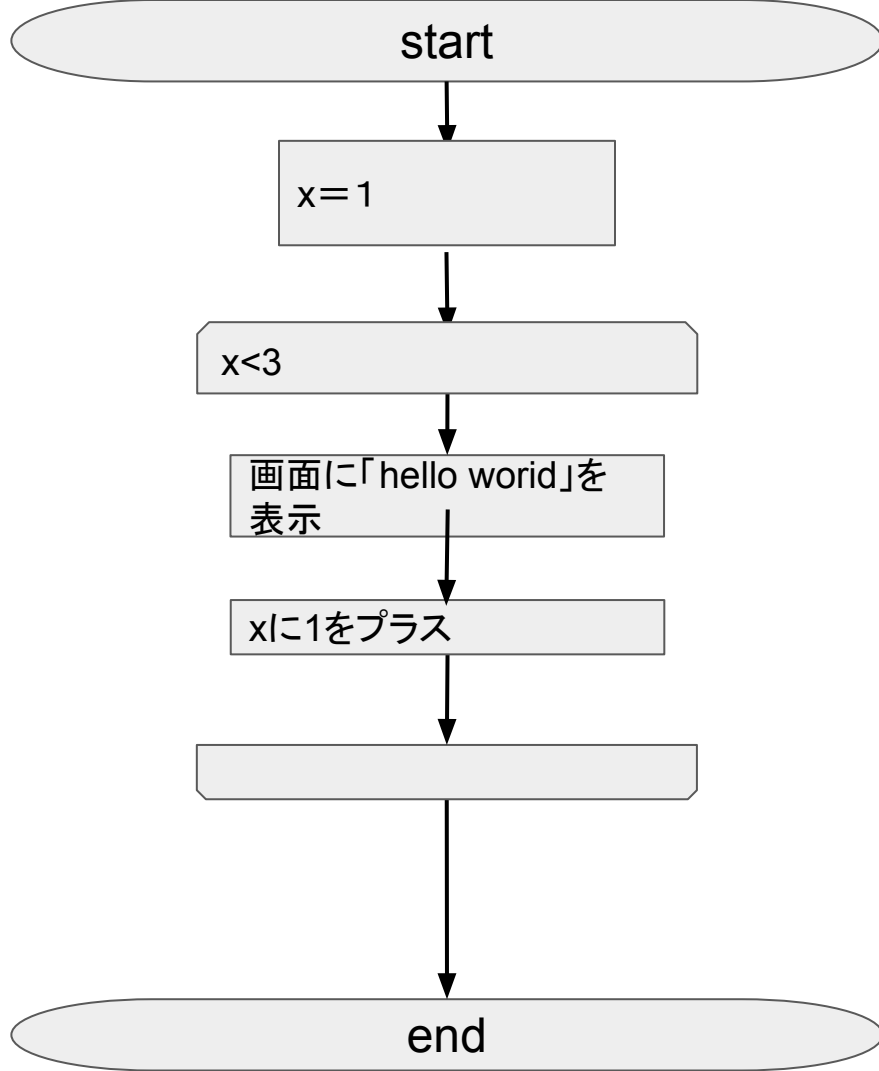 start
x＝１
x<3
画面に「hello worid」を
表示
xに1をプラス
end